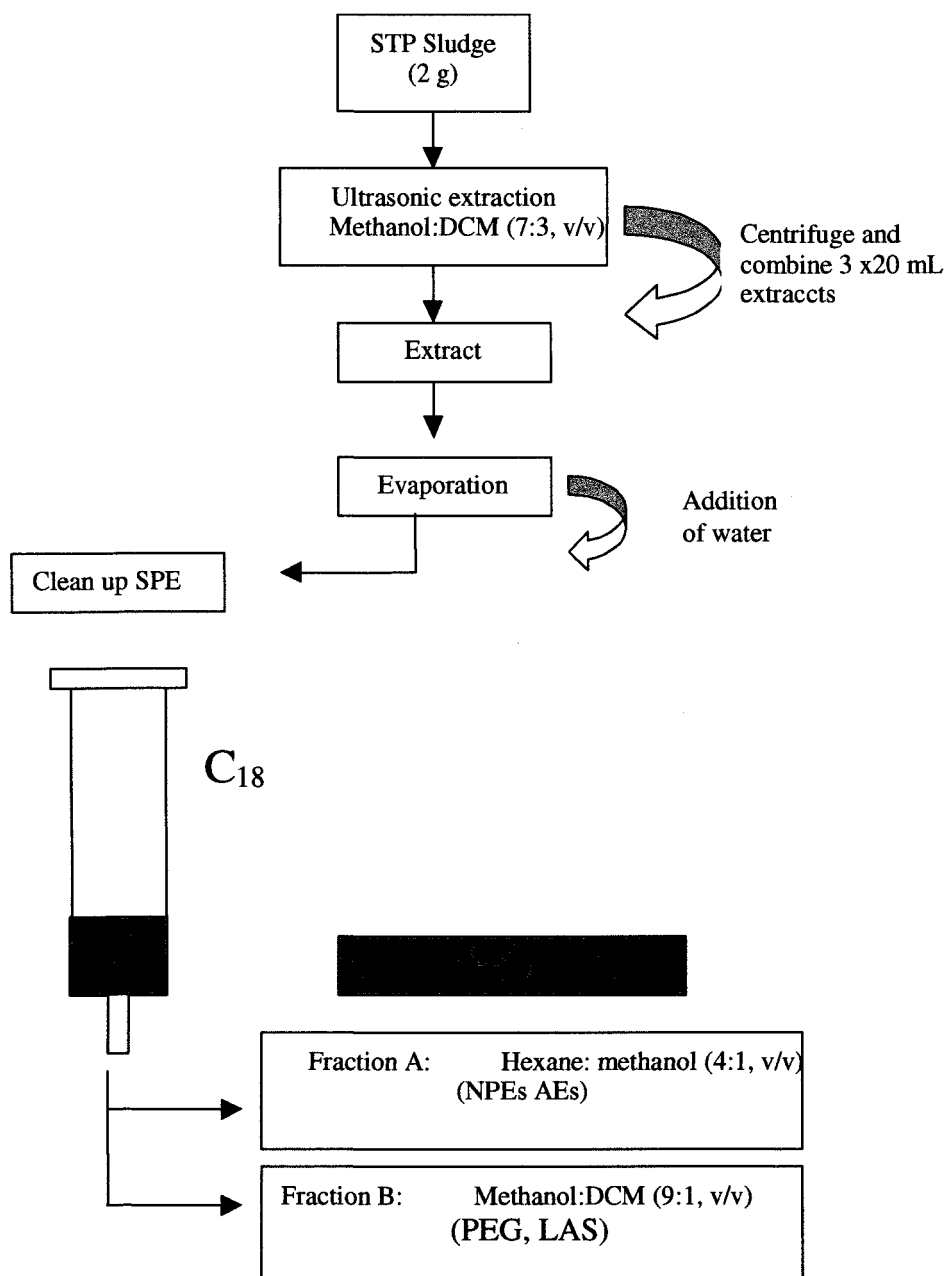 STP Sludge
(2 g)
Ultrasonic extraction
Methanol:DCM (7:3, v/v)
Centrifuge and
combine 3 x20 mL
extraccts
Extract
Evaporation
Addition
of water
Clean up SPE
C₁₈
Fraction A: Hexane: methanol (4:1, v/v)
(NPEs AEs)
Fraction B: Methanol:DCM (9:1, v/v)
(PEG, LAS)